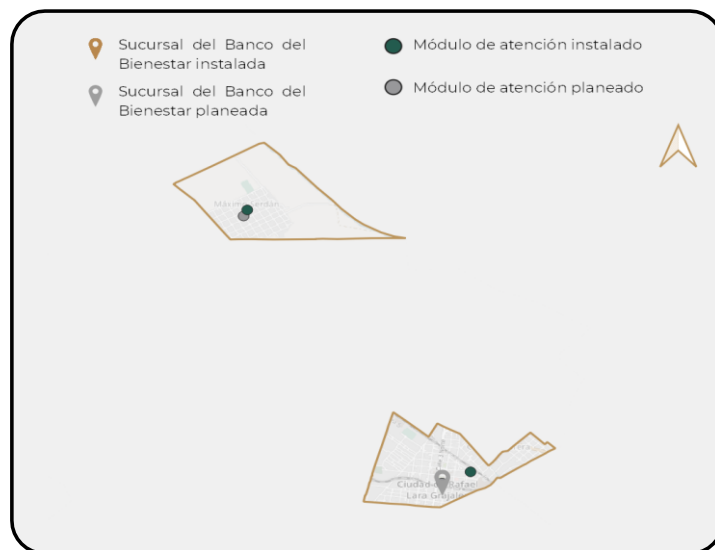 Sucursal del Banco del
Bienestar instalada
Sucursal del Banco del
Bienestar planeada
Módulo de atención instalado
Módulo de atención planeado
Ciudad de Rafael
Lara Grajales